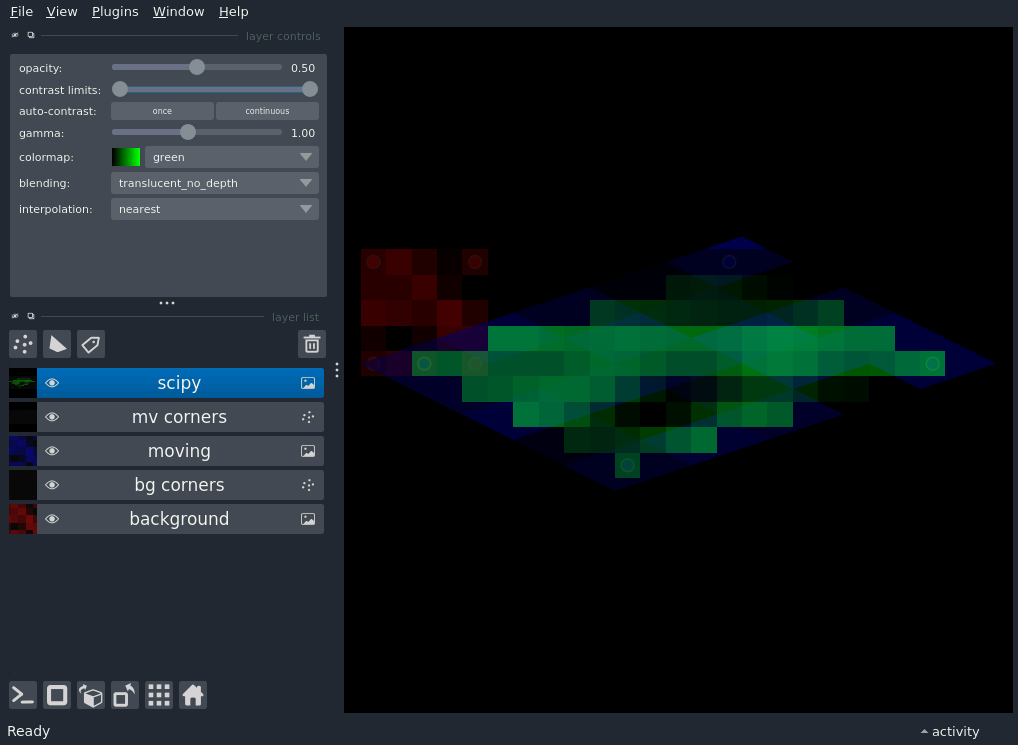 File View Plugins Window Help
layer controls
opacity: 0.50
contrast limits:
auto-contrast: once continuous
gamma: 1.00
colormap: green
blending: translucent_no_depth
interpolation: nearest
layer list
scipy
mv corners
moving
bg corners
background
Ready
activity